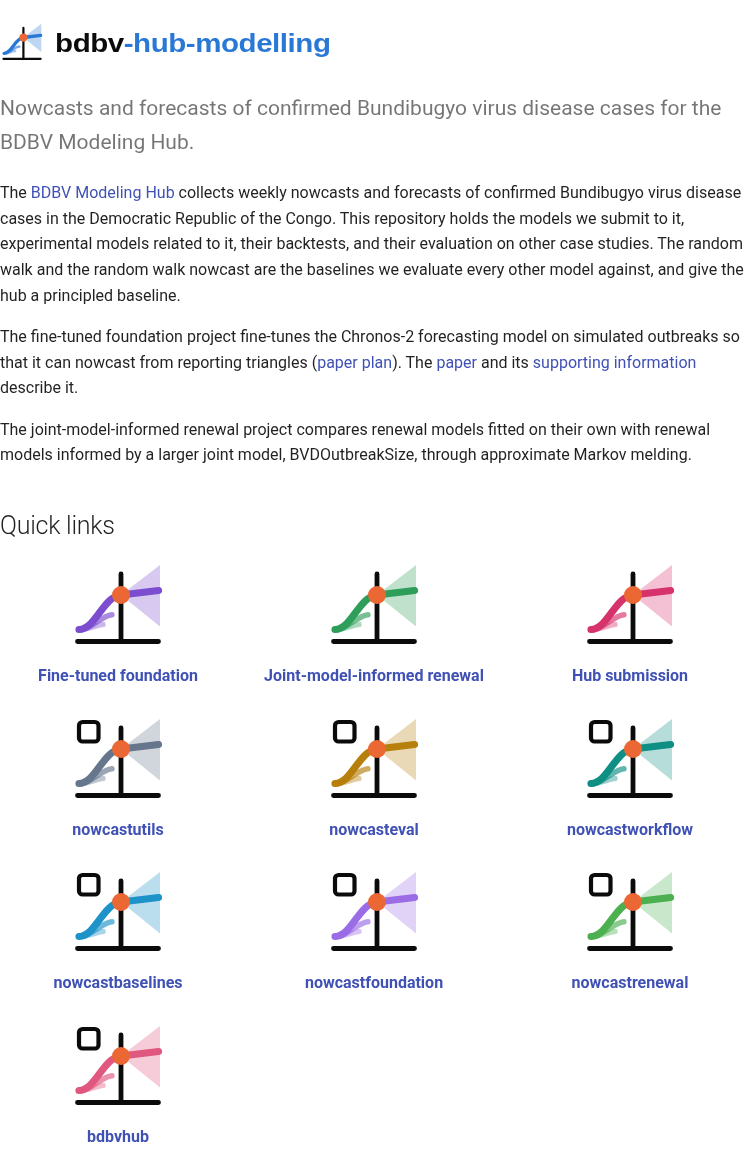 bdbv-hub-modelling
Nowcasts and forecasts of confirmed Bundibugyo virus disease cases for the
BDBV Modeling Hub.
The BDBV Modeling Hub collects weekly nowcasts and forecasts of confirmed Bundibugyo virus disease
cases in the Democratic Republic of the Congo. This repository holds the models we submit to it,
experimental models related to it, their backtests, and their evaluation on other case studies. The random
walk and the random walk nowcast are the baselines we evaluate every other model against, and give the
hub a principled baseline.
The fine-tuned foundation project fine-tunes the Chronos-2 forecasting model on simulated outbreaks so
that it can nowcast from reporting triangles (paper plan). The paper and its supporting information
describe it.
The joint-model-informed renewal project compares renewal models fitted on their own with renewal
models informed by a larger joint model, BVDOutbreakSize, through approximate Markov melding.
Quick links
Fine-tuned foundation
Joint-model-informed renewal
Hub submission
nowcastutils
nowcasteval
nowcastworkflow
nowcastbaselines
nowcastfoundation
nowcastrenewal
bdbvhub